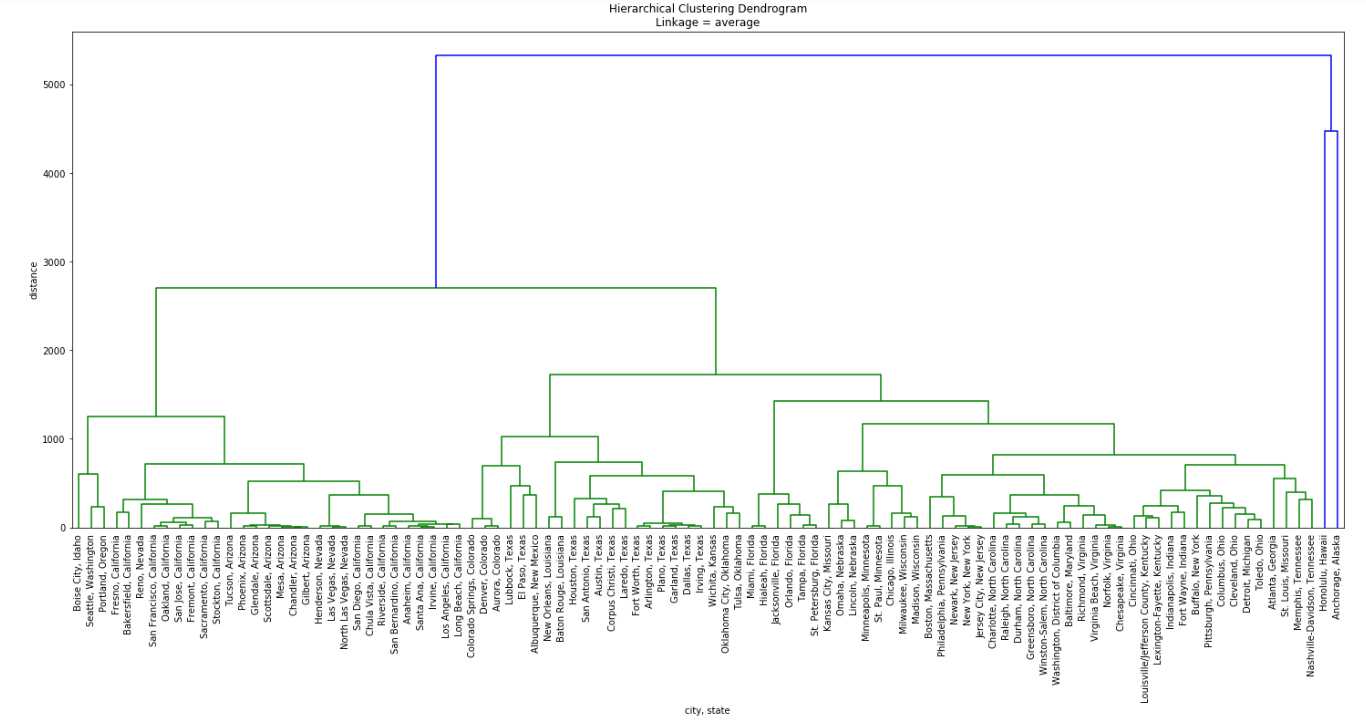 Hierarchical Clustering Dendrogram
Linkage = average
5000
4000
3000
2000
1000
0
distance
Boise City, Idaho
Seattle, Washington
Portland, Oregon
Fresno, California
Bakersfield, California
Reno, Nevada
San Francisco, California
Oakland, California
San Jose, California
Fremont, California
Sacramento, California
Stockton, California
Tucson, Arizona
Phoenix, Arizona
Glendale, Arizona
Scottsdale, Arizona
Mesa, Arizona
Chandler, Arizona
Gilbert, Arizona
Henderson, Nevada
Las Vegas, Nevada
North Las Vegas, Nevada
San Diego, California
Chula Vista, California
Riverside, California
San Bernardino, California
Anaheim, California
Santa Ana, California
Irvine, California
Los Angeles, California
Long Beach, California
Colorado Springs, Colorado
Denver, Colorado
Aurora, Colorado
Lubbock, Texas
El Paso, Texas
Albuquerque, New Mexico
New Orleans, Louisiana
Baton Rouge, Louisiana
Houston, Texas
San Antonio, Texas
Austin, Texas
Corpus Christi, Texas
Laredo, Texas
Fort Worth, Texas
Arlington, Texas
Plano, Texas
Garland, Texas
Dallas, Texas
Irving, Texas
Wichita, Kansas
Oklahoma City, Oklahoma
Tulsa, Oklahoma
Miami, Florida
Hialeah, Florida
Jacksonville, Florida
Orlando, Florida
Tampa, Florida
St. Petersburg, Florida
Kansas City, Missouri
Omaha, Nebraska
Lincoln, Nebraska
Minneapolis, Minnesota
St. Paul, Minnesota
Chicago, Illinois
Milwaukee, Wisconsin
Madison, Wisconsin
Boston, Massachusetts
Philadelphia, Pennsylvania
Newark, New Jersey
New York, New York
Jersey City, New Jersey
Charlotte, North Carolina
Raleigh, North Carolina
Durham, North Carolina
Greensboro, North Carolina
Winston-Salem, North Carolina
Washington, District of Columbia
Baltimore, Maryland
Richmond, Virginia
Virginia Beach, Virginia
Norfolk, Virginia
Chesapeake, Virginia
Cincinnati, Ohio
Louisville/Jefferson County, Kentucky
Lexington-Fayette, Kentucky
Indianapolis, Indiana
Fort Wayne, Indiana
Buffalo, New York
Pittsburgh, Pennsylvania
Columbus, Ohio
Cleveland, Ohio
Detroit, Michigan
Toledo, Ohio
Atlanta, Georgia
St. Louis, Missouri
Memphis, Tennessee
Nashville-Davidson, Tennessee
Honolulu, Hawaii
Anchorage, Alaska
city, state